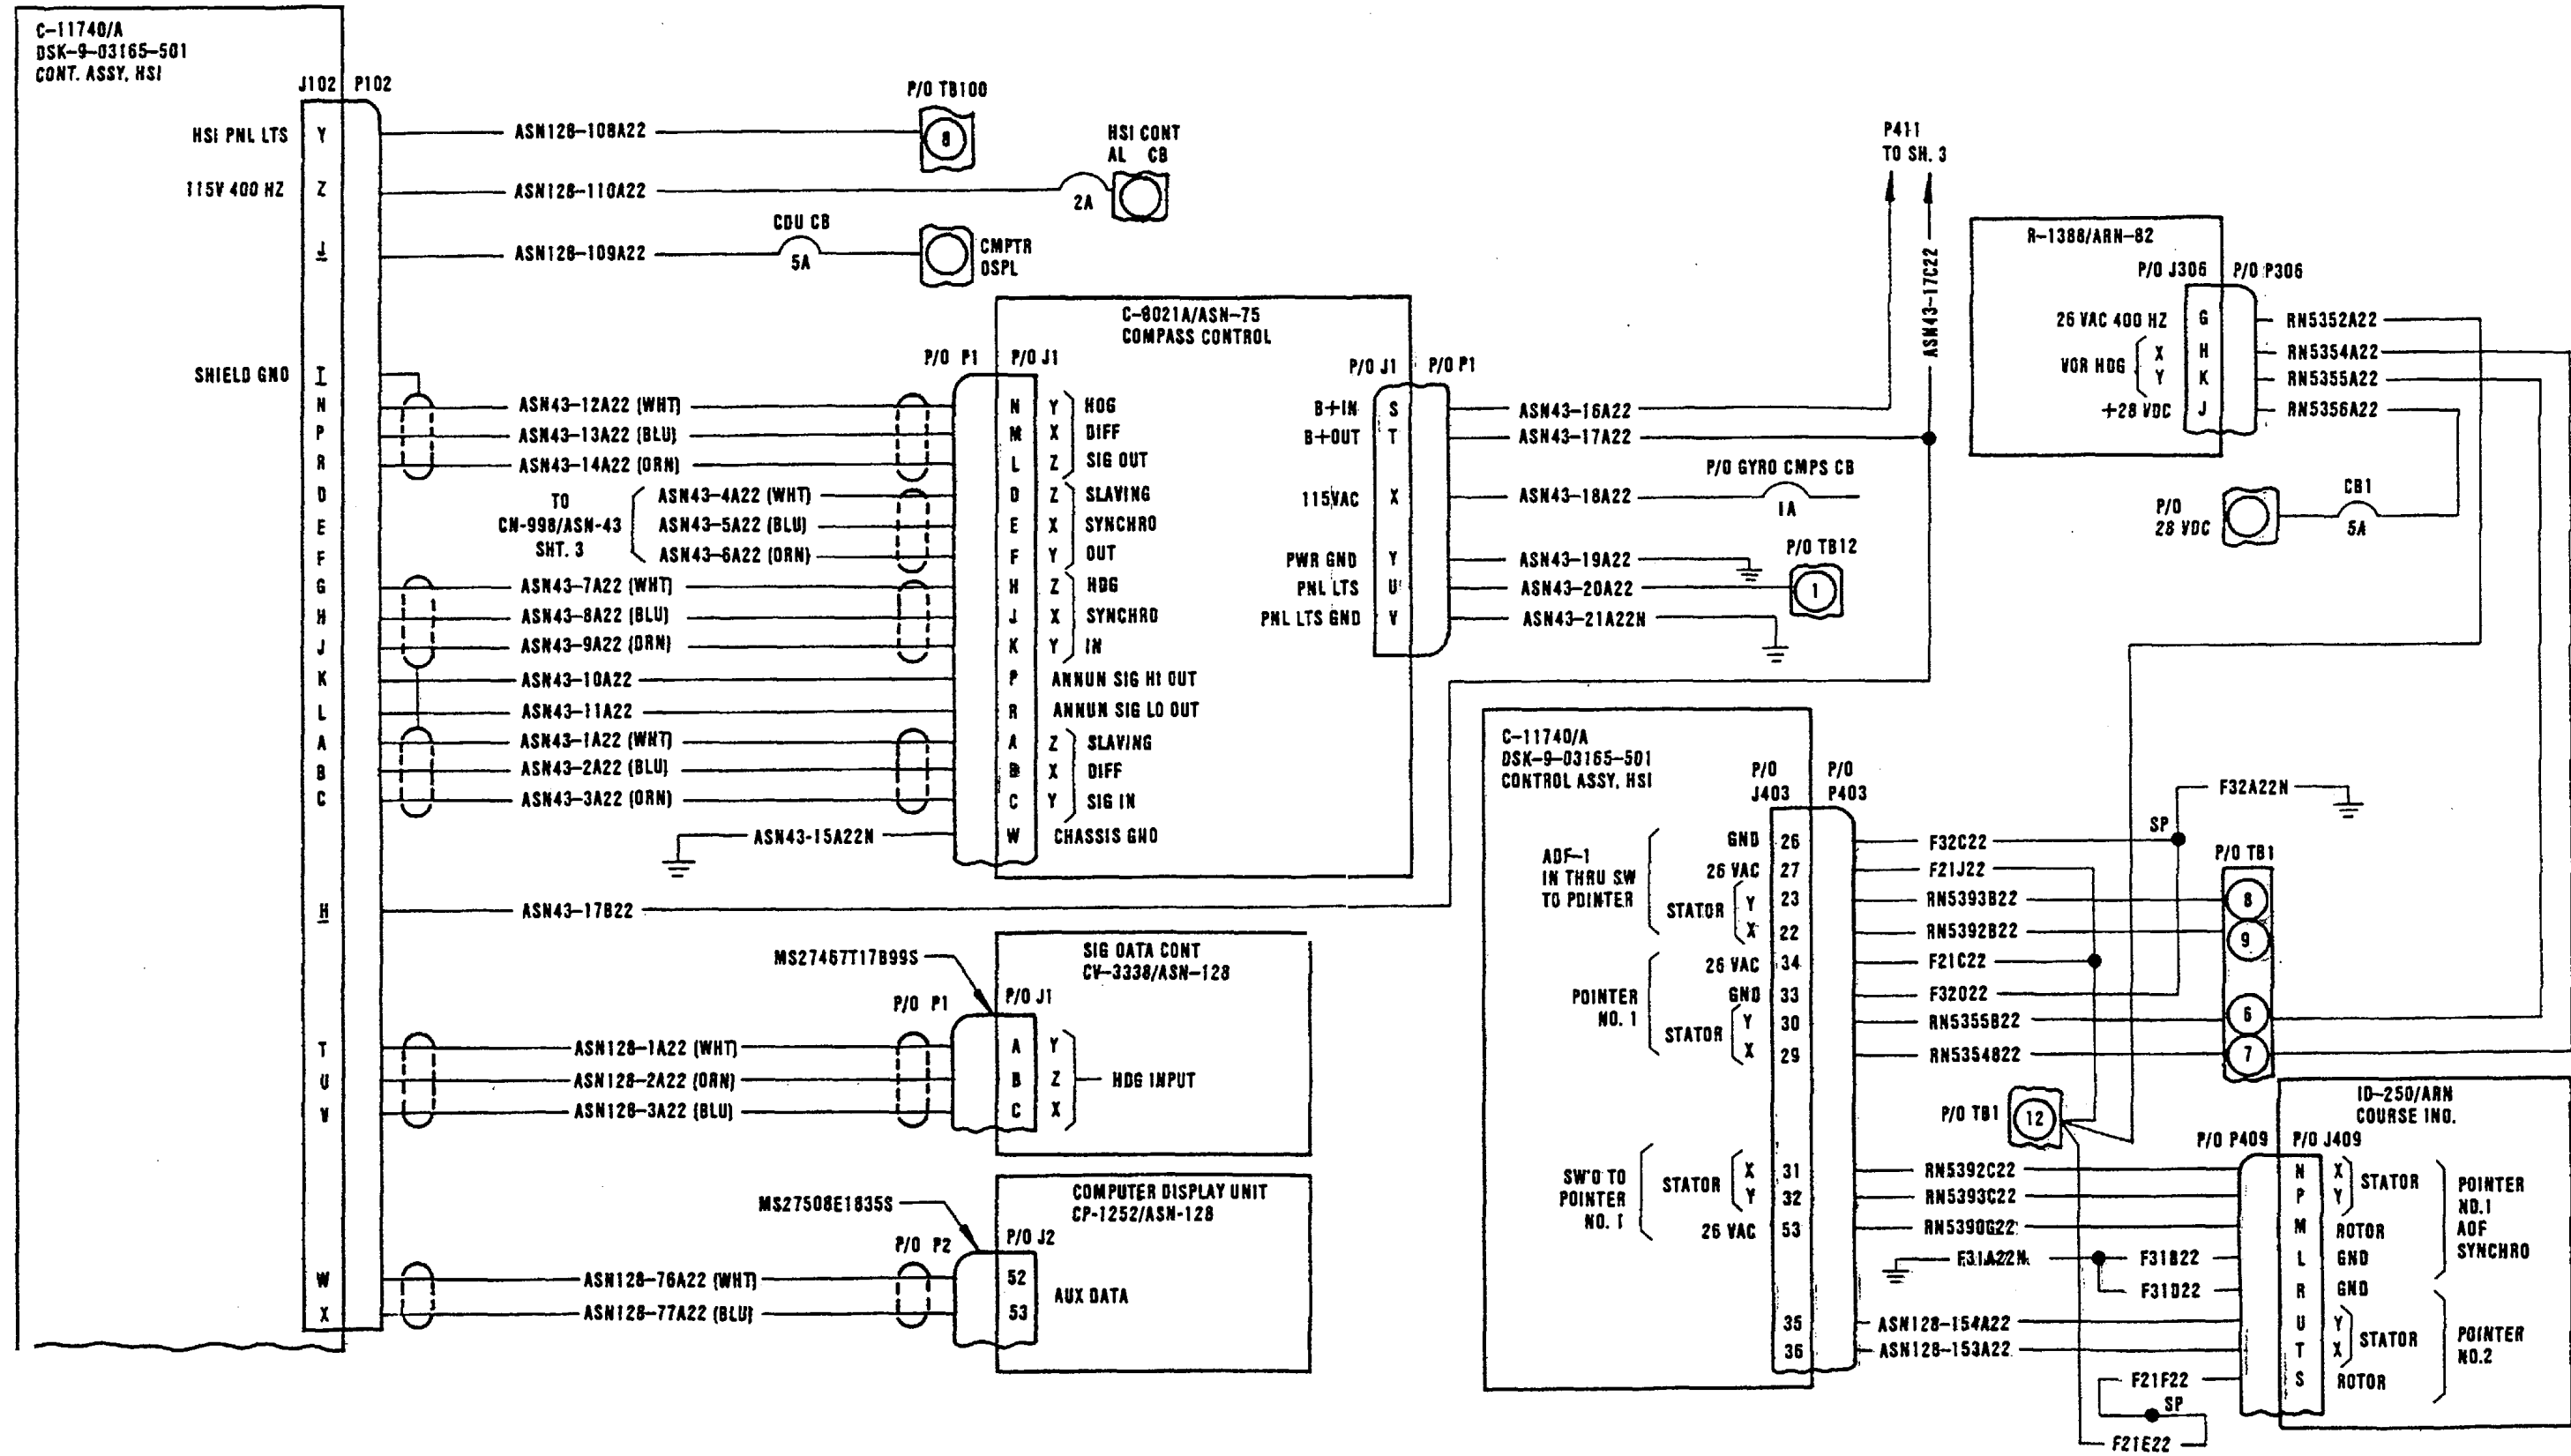 C-11740/A
DSK-9-03165-501
CONT. ASSY, HSI
J102 P102
HSI PNL LTS Y ASN128-108A22
P/O TB100
8
115V 400 HZ Z ASN128-110A22 2A
HSI CONT
AL CB
J ASN128-109A22
CDU CB
5A
CMPTR
DSPL
SHIELD GND I
N ASN43-12A22 (WHT)
P ASN43-13A22 (BLU)
R ASN43-14A22 (ORN)
D
E
F
TO
CN-998/ASN-43
SHT. 3
ASN43-4A22 (WHT)
ASN43-5A22 (BLU)
ASN43-6A22 (ORN)
G ASN43-7A22 (WHT)
H ASN43-8A22 (BLU)
J ASN43-9A22 (ORN)
K ASN43-10A22
L ASN43-11A22
A ASN43-1A22 (WHT)
B ASN43-2A22 (BLU)
C ASN43-3A22 (ORN)
ASN43-15A22N
H ASN43-17B22
T ASN128-1A22 (WHT)
U ASN128-2A22 (ORN)
V ASN128-3A22 (BLU)
W ASN128-76A22 (WHT)
X ASN128-77A22 (BLU)
C-8021A/ASN-75
COMPASS CONTROL
P/O P1 P/O J1
N Y HDG
M X DIFF
L Z SIG OUT
D Z SLAVING
E X SYNCHRO
F Y OUT
H Z HDG
J X SYNCHRO
K Y IN
P ANNUN SIG HI OUT
R ANNUN SIG LO OUT
A Z SLAVING
B X DIFF
C Y SIG IN
W CHASSIS GND
P/O J1 P/O P1
B+IN S ASN43-16A22
B+OUT T ASN43-17A22
115VAC X ASN43-18A22
P/O GYRO CMPS CB
1A
PWR GND Y ASN43-19A22
PNL LTS U ASN43-20A22
PNL LTS GND V ASN43-21A22N
P/O TB12
1
P411
TO SH. 3
ASN43-17C22
MS27467T17B99S
SIG DATA CONT
CV-3338/ASN-128
P/O P1 P/O J1
A Y
B Z HDG INPUT
C X
MS27508E1835S
COMPUTER DISPLAY UNIT
CP-1252/ASN-128
P/O P2 P/O J2
52
53
AUX DATA
R-1388/ARN-82
P/O J306 P/O P306
26 VAC 400 HZ G RN5352A22
VOR HDG
X H RN5354A22
Y K RN5355A22
+28 VDC J RN5356A22
P/O
28 VDC
CB1
5A
C-11740/A
DSK-9-03165-501
CONTROL ASSY, HSI
P/O
J403
P/O
P403
ADF-1
IN THRU SW
TO POINTER
GND 26 F32C22
26 VAC 27 F21J22
STATOR
Y 23 RN5393B22
X 22 RN5392B22
POINTER
NO. 1
26 VAC 34 F21C22
GND 33 F32D22
STATOR
Y 30 RN5355B22
X 29 RN5354B22
SW'D TO
POINTER
NO. 1
STATOR
X 31 RN5392C22
Y 32 RN5393C22
26 VAC 53 RN5390G22
F31A22N F31B22
F31D22
35 ASN128-154A22
36 ASN128-153A22
F21F22
SP
F21E22
SP
F32A22N
P/O TB1
8
9
6
7
P/O TB1
12
ID-250/ARN
COURSE IND.
P/O P409 P/O J409
N X
P Y
STATOR
M ROTOR
L GND
POINTER
NO.1
ADF
SYNCHRO
R GND
U Y
T X
STATOR
S ROTOR
POINTER
NO.2